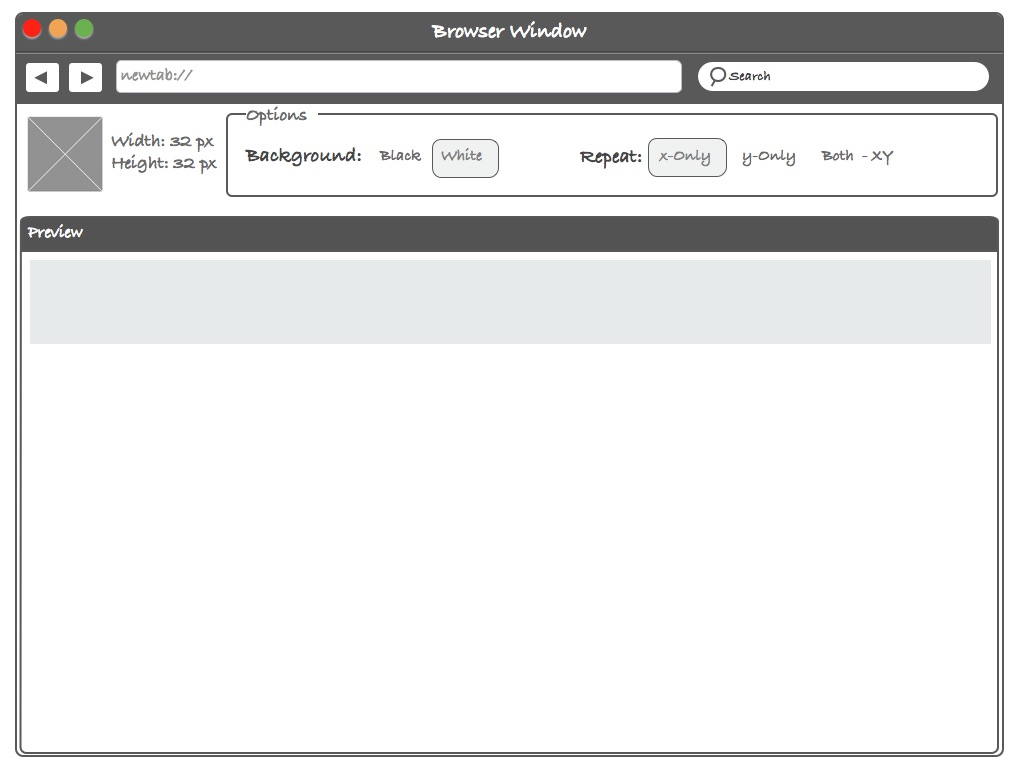 Browser Window
newtab://
Search
Width: 32 px
Height: 32 px
Options
Background: Black White
Repeat: x-Only y-Only Both - XY
Preview